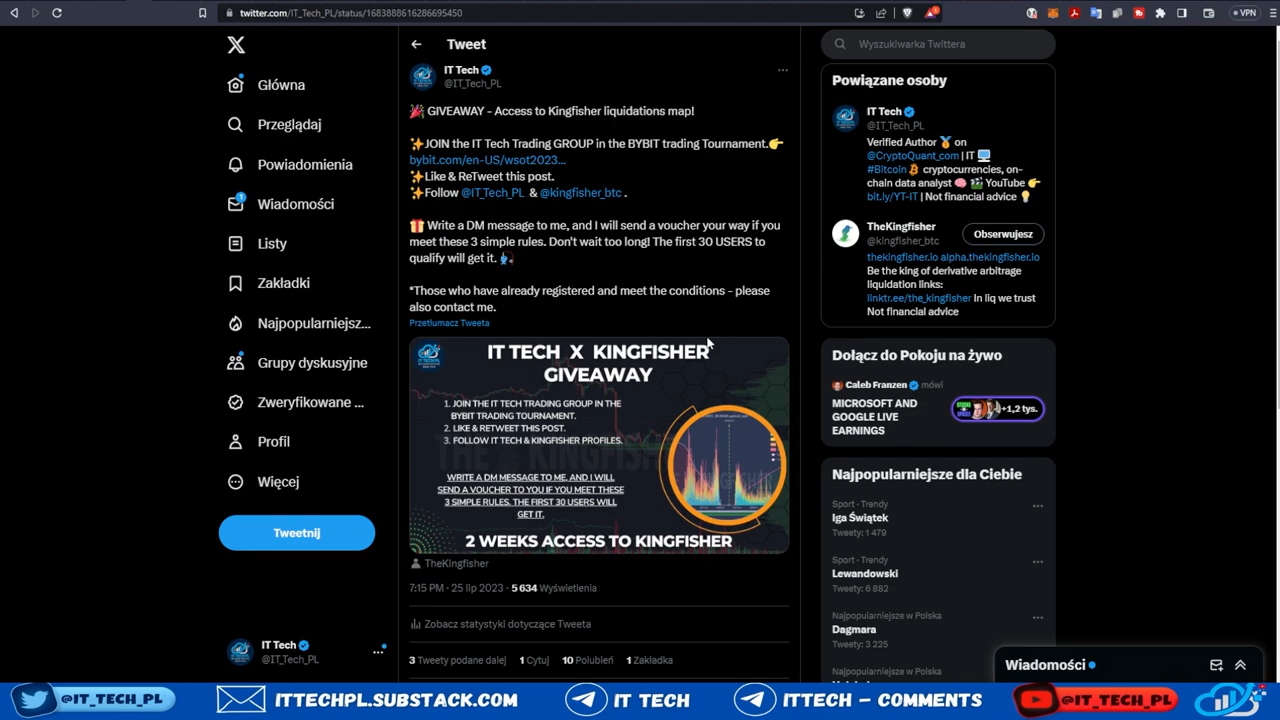 twitter.com/IT_Tech_PL/status/1683888616286695450
VPN
Główna
Przeglądaj
Powiadomienia
1
Wiadomości
Listy
Zakładki
Najpopularniejsz...
Grupy dyskusyjne
Zweryfikowane ...
Profil
Więcej
Tweetnij
IT Tech
@IT_Tech_PL
Tweet
IT Tech
@IT_Tech_PL
🎉 GIVEAWAY - Access to Kingfisher liquidations map!
✨JOIN the IT Tech Trading GROUP in the BYBIT trading Tournament.👉
bybit.com/en-US/wsot2023...
✨Like & ReTweet this post.
✨Follow @IT_Tech_PL & @kingfisher_btc .
🎁 Write a DM message to me, and I will send a voucher your way if you
meet these 3 simple rules. Don't wait too long! The first 30 USERS to
qualify will get it. 🎣
*Those who have already registered and meet the conditions - please
also contact me.
Przetłumacz Tweeta
IT TECH X KINGFISHER
GIVEAWAY
1. JOIN THE IT TECH TRADING GROUP IN THE
BYBIT TRADING TOURNAMENT.
2. LIKE & RETWEET THIS POST.
3. FOLLOW IT TECH & KINGFISHER PROFILES.
WRITE A DM MESSAGE TO ME, AND I WILL
SEND A VOUCHER TO YOU IF YOU MEET THESE
3 SIMPLE RULES. THE FIRST 30 USERS WILL
GET IT.
2 WEEKS ACCESS TO KINGFISHER
TheKingfisher
7:15 PM · 25 lip 2023 · 5 634 Wyświetlenia
Zobacz statystyki dotyczące Tweeta
3 Tweety podane dalej 1 Cytuj 10 Polubień 1 Zakładka
Wyszukiwarka Twittera
Powiązane osoby
IT Tech
@IT_Tech_PL
Verified Author 🥇 on
@CryptoQuant_com | IT 💻
#Bitcoin ₿ cryptocurrencies, on-
chain data analyst 🧠 🎬 YouTube 👉
bit.ly/YT-IT | Not financial advice 💡
TheKingfisher
@kingfisher_btc
Obserwujesz
thekingfisher.io alpha.thekingfisher.io
Be the king of derivative arbitrage
liquidation links:
linktr.ee/the_kingfisher In liq we trust
Not financial advice
Dołącz do Pokoju na żywo
Caleb Franzen mówi
MICROSOFT AND
GOOGLE LIVE
EARNINGS
+1,2 tys.
Najpopularniejsze dla Ciebie
Sport · Trendy
Iga Świątek
Tweety: 1 479
Sport · Trendy
Lewandowski
Tweety: 6 882
Najpopularniejsze w Polska
Dagmara
Tweety: 3 225
Najpopularniejsze w Polska
Wiadomości
@IT_TECH_PL
ITTECHPL.SUBSTACK.COM
IT TECH
ITTECH – COMMENTS
@IT_TECH_PL